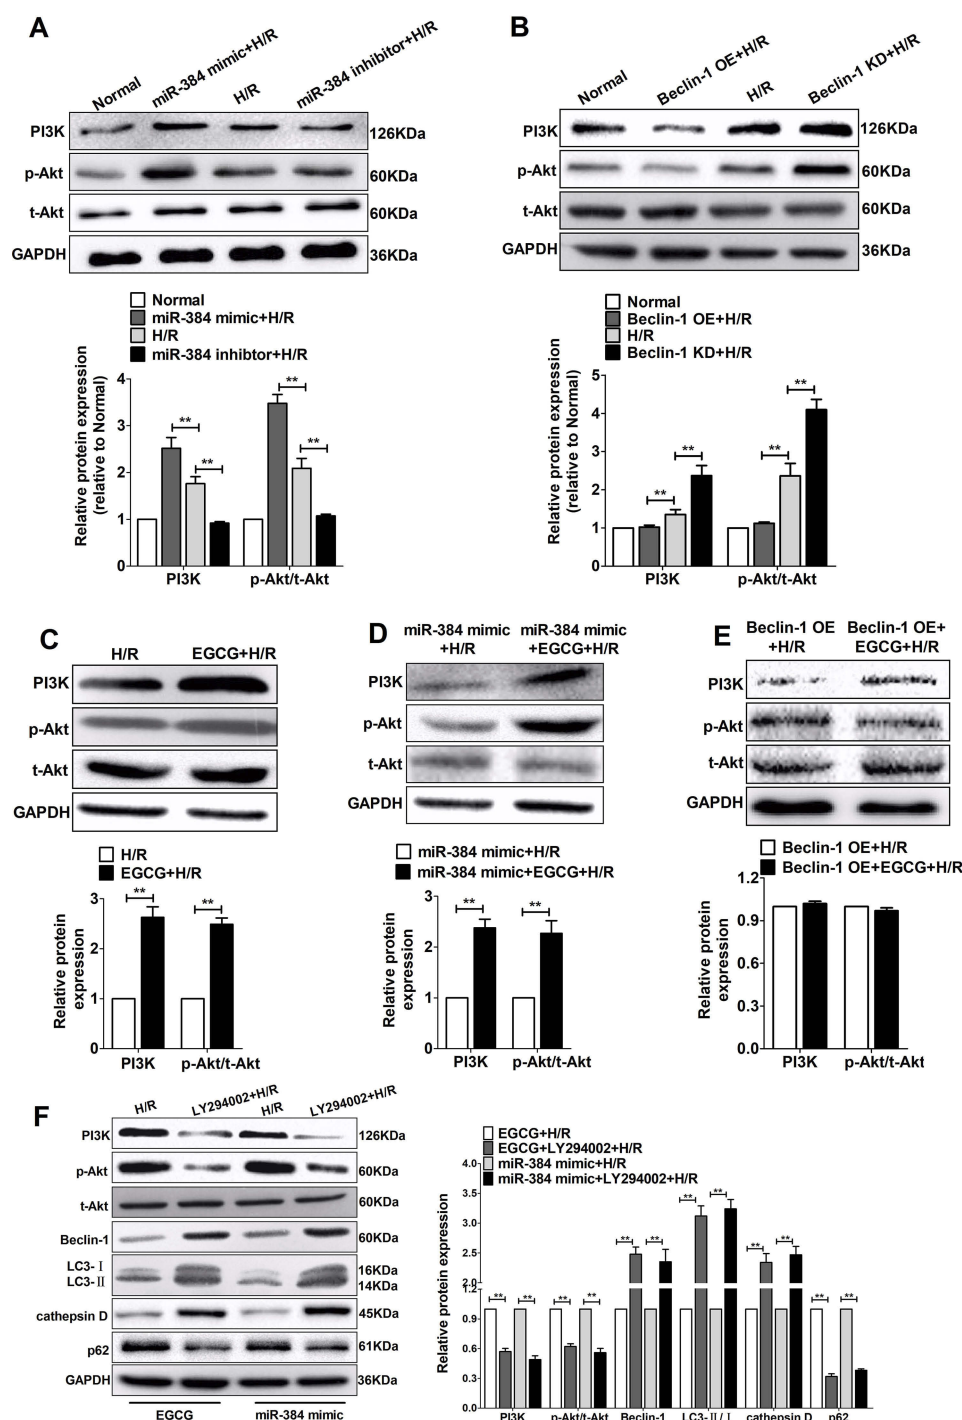 A
Normal
miR-384 mimic+H/R
H/R
miR-384 inhibitor+H/R
PI3K
126KDa
p-Akt
60KDa
t-Akt
60KDa
GAPDH
36KDa
Normal
miR-384 mimic+H/R
H/R
miR-384 inhibtor+H/R
Relative protein expression
(relative to Normal)
4
3
2
1
0
**
**
**
**
PI3K
p-Akt/t-Akt
B
Normal
Beclin-1 OE+H/R
H/R
Beclin-1 KD+H/R
PI3K
126KDa
p-Akt
60KDa
t-Akt
60KDa
GAPDH
36KDa
Normal
Beclin-1 OE+H/R
H/R
Beclin-1 KD+H/R
Relative protein expression
(relative to Normal)
5
4
3
2
1
0
**
**
**
**
PI3K
p-Akt/t-Akt
C
H/R
EGCG+H/R
PI3K
p-Akt
t-Akt
GAPDH
H/R
EGCG+H/R
Relative protein
expression
3
2
1
0
**
**
PI3K
p-Akt/t-Akt
D
miR-384 mimic
+H/R
miR-384 mimic
+EGCG+H/R
PI3K
p-Akt
t-Akt
GAPDH
miR-384 mimic+H/R
miR-384 mimic+EGCG+H/R
Relative protein
expression
3
2
1
0
**
**
PI3K
p-Akt/t-Akt
E
Beclin-1 OE
+H/R
Beclin-1 OE+
EGCG+H/R
PI3K
p-Akt
t-Akt
GAPDH
Beclin-1 OE+H/R
Beclin-1 OE+EGCG+H/R
Relative protein
expression
1.2
0.9
0.6
0.3
0.0
PI3K
p-Akt/t-Akt
F
H/R
LY294002+H/R
H/R
LY294002+H/R
PI3K
126KDa
p-Akt
60KDa
t-Akt
60KDa
Beclin-1
60KDa
LC3-Ⅰ
16KDa
LC3-Ⅱ
14KDa
cathepsin D
45KDa
p62
61KDa
GAPDH
36KDa
EGCG
miR-384 mimic
EGCG+H/R
EGCG+LY294002+H/R
miR-384 mimic+H/R
miR-384 mimic+LY294002+H/R
Relative protein expression
4.0
3.5
3.0
2.5
2.0
1.2
0.9
0.6
0.3
0.0
**
**
**
**
**
**
**
**
**
**
**
**
PI3K
p-Akt/t-Akt
Beclin-1
LC3-Ⅱ/Ⅰ
cathepsin D
p62